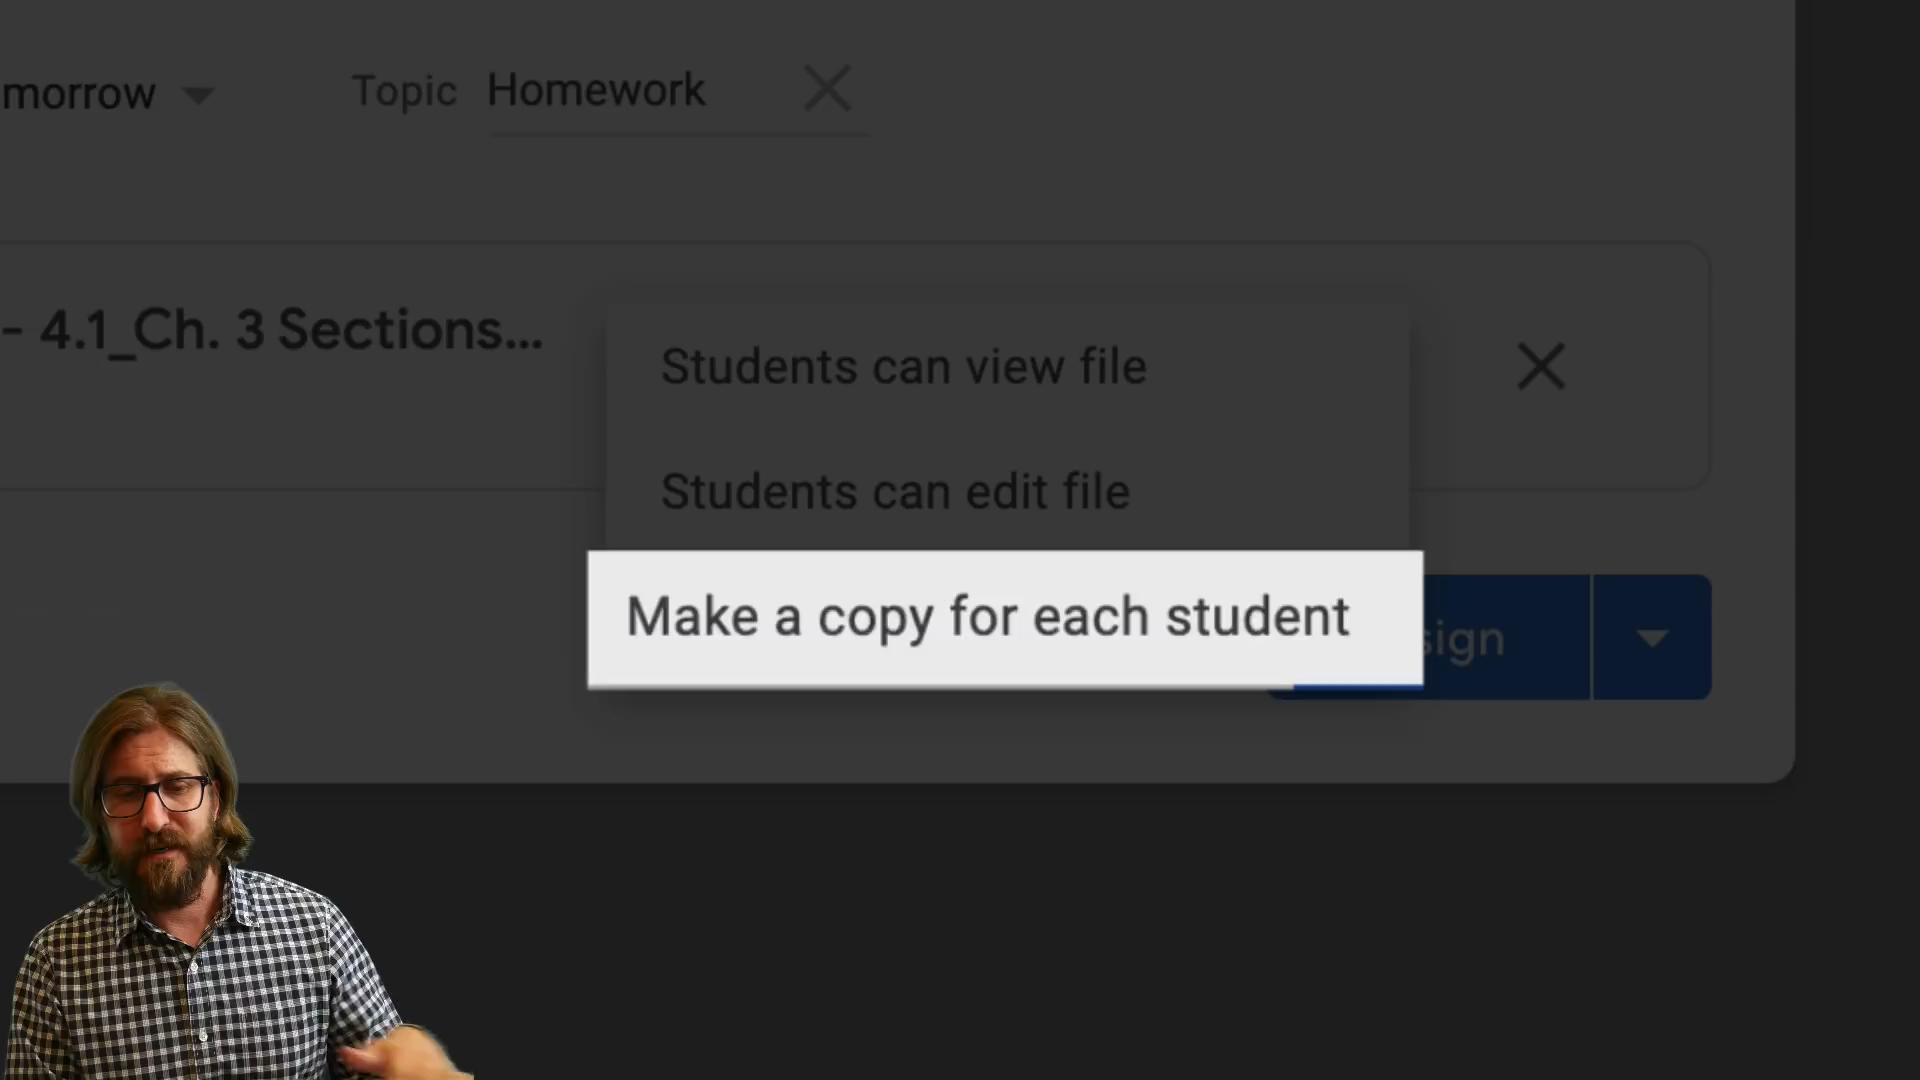 morrow
Topic Homework
- 4.1_Ch. 3 Sections...
Students can view file
Students can edit file
Make a copy for each student
sign